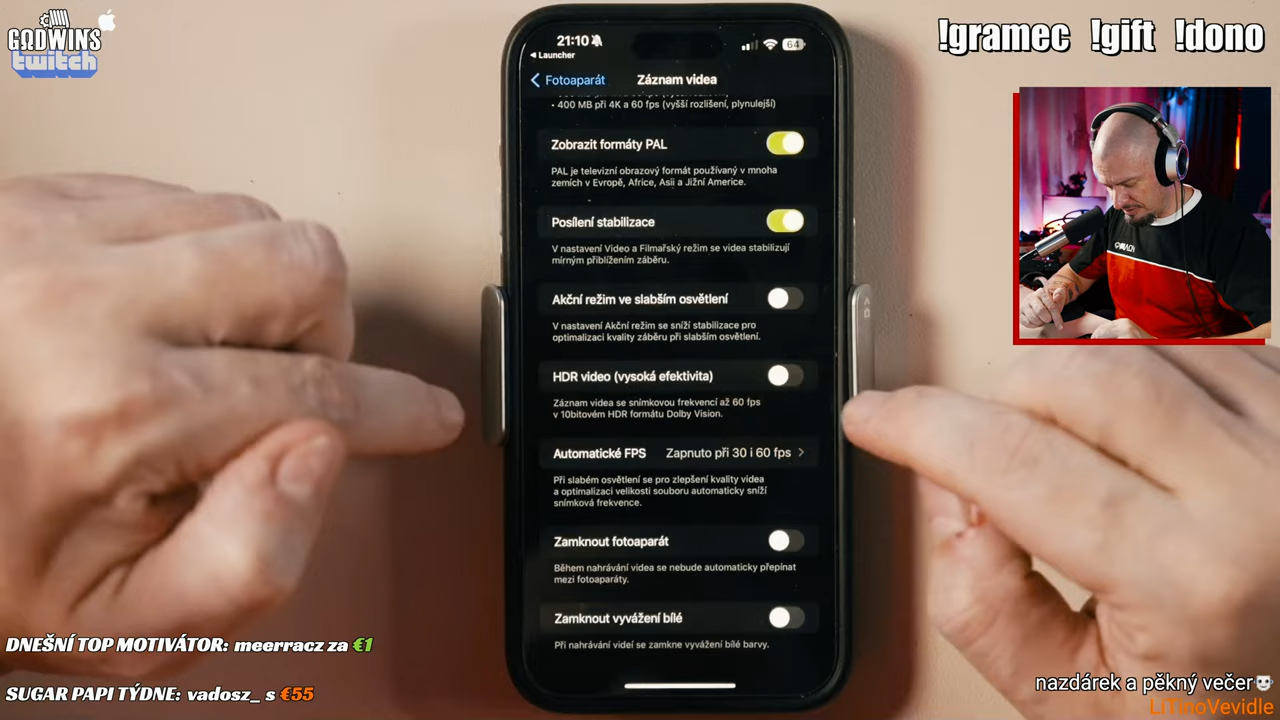 GODWINS
twitch
!gramec !gift !dono
21:10
64
Launcher
Fotoaparát
Záznam videa
• 400 MB při 4K a 60 fps (vyšší rozlišení, plynulejší)
Zobrazit formáty PAL
PAL je televizní obrazový formát používaný v mnoha
zemích v Evropě, Africe, Asii a Jižní Americe.
Posílení stabilizace
V nastavení Video a Filmařský režim se videa stabilizují
mírným přiblížením záběru.
Akční režim ve slabším osvětlení
V nastavení Akční režim se sníží stabilizace pro
optimalizaci kvality záběru při slabším osvětlení.
HDR video (vysoká efektivita)
Záznam videa se snímkovou frekvencí až 60 fps
v 10bitovém HDR formátu Dolby Vision.
Automatické FPS Zapnuto při 30 i 60 fps
Při slabém osvětlení se pro zlepšení kvality videa
a optimalizaci velikosti souboru automaticky sníží
snímková frekvence.
Zamknout fotoaparát
Během nahrávání videa se nebude automaticky přepínat
mezi fotoaparáty.
Zamknout vyvážení bílé
Při nahrávání videí se zamkne vyvážení bílé barvy.
DNEŠNÍ TOP MOTIVÁTOR: meerracz za €1
SUGAR PAPI TÝDNE: vadosz_ s €55
nazdárek a pěkný večer
LiTinoVevidle